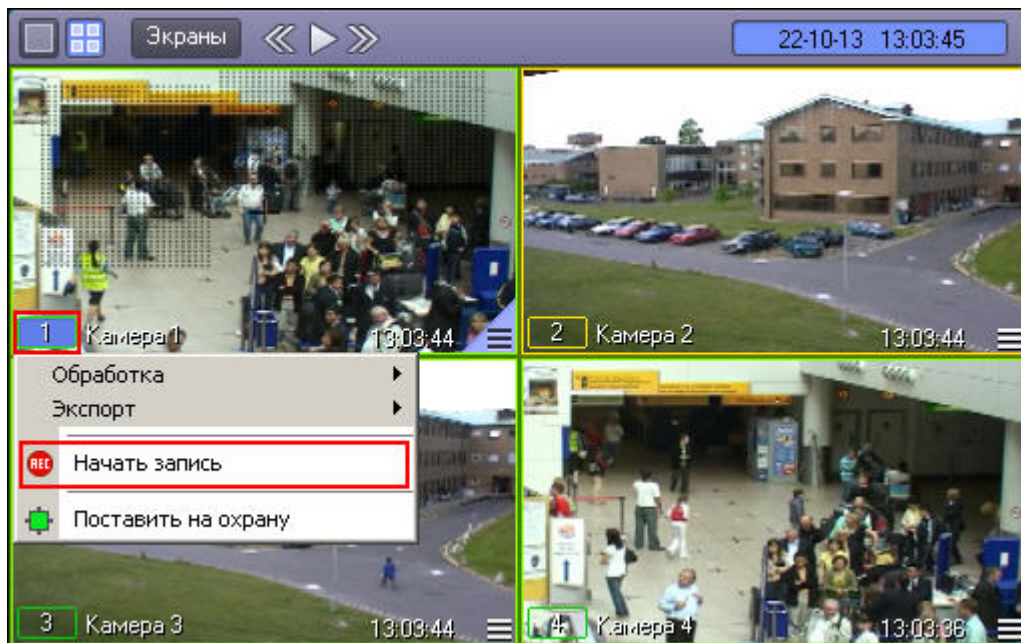 Экраны 22-10-13 13:03:45
1 Камера 1 13:03:44
2 Камера 2 13:03:44
Обработка
Экспорт
REC Начать запись
Поставить на охрану
3 Камера 3 13:03:44
4 Камера 4 13:03:36